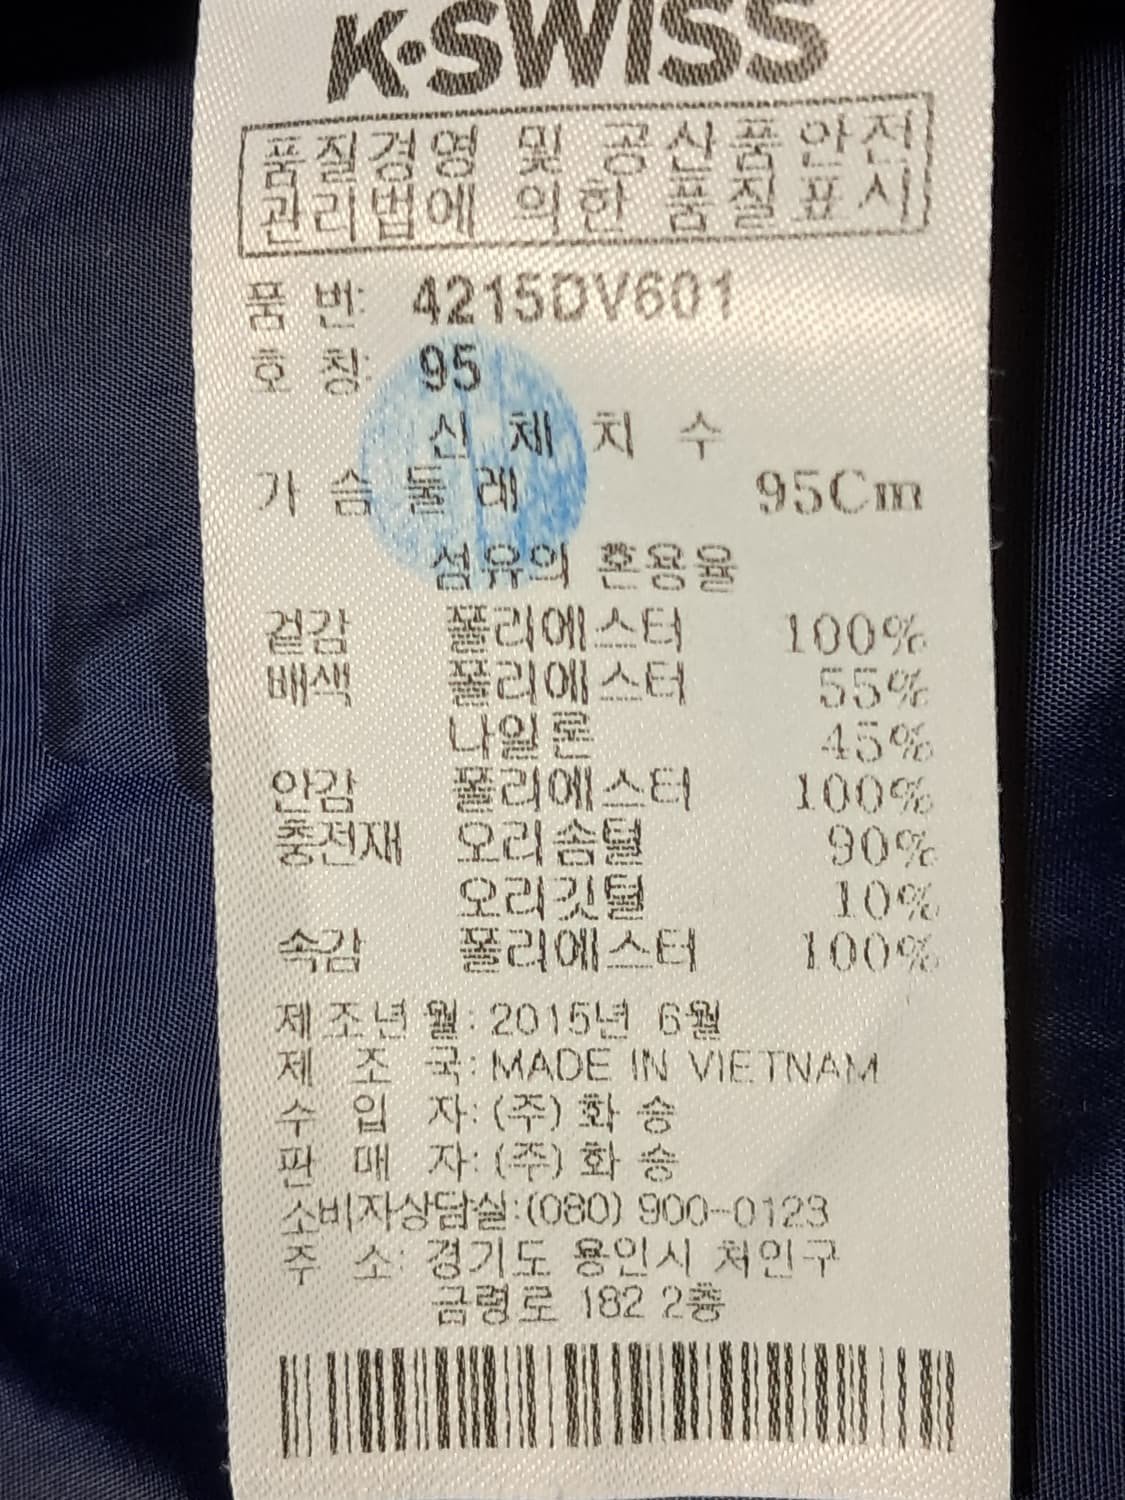 K·SWISS
품질경영 및 공산품안전
관리법에 의한 품질표시
품 번: 4215DV601
호 칭: 95
신 체 치 수
가 슴 둘 레 95Cm
섬유의 혼용율
겉감 폴리에스터 100%
배색 폴리에스터 55%
나일론 45%
안감 폴리에스터 100%
충전재 오리솜털 90%
오리깃털 10%
속감 폴리에스터 100%
제조년월: 2015년 6월
제 조 국: MADE IN VIETNAM
수 입 자: (주) 화 승
판 매 자: (주) 화 승
소비자상담실:(080) 900-0123
주 소: 경기도 용인시 처인구
금령로 182 2층